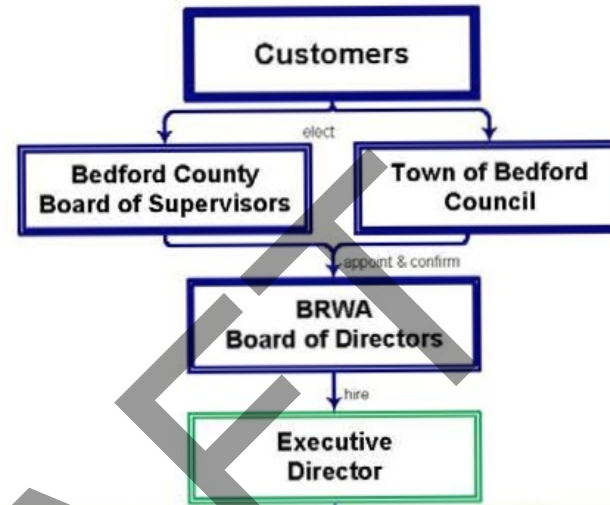 Customers
elect
Bedford County
Board of Supervisors
Town of Bedford
Council
appoint & confirm
BRWA
Board of Directors
hire
Executive
Director